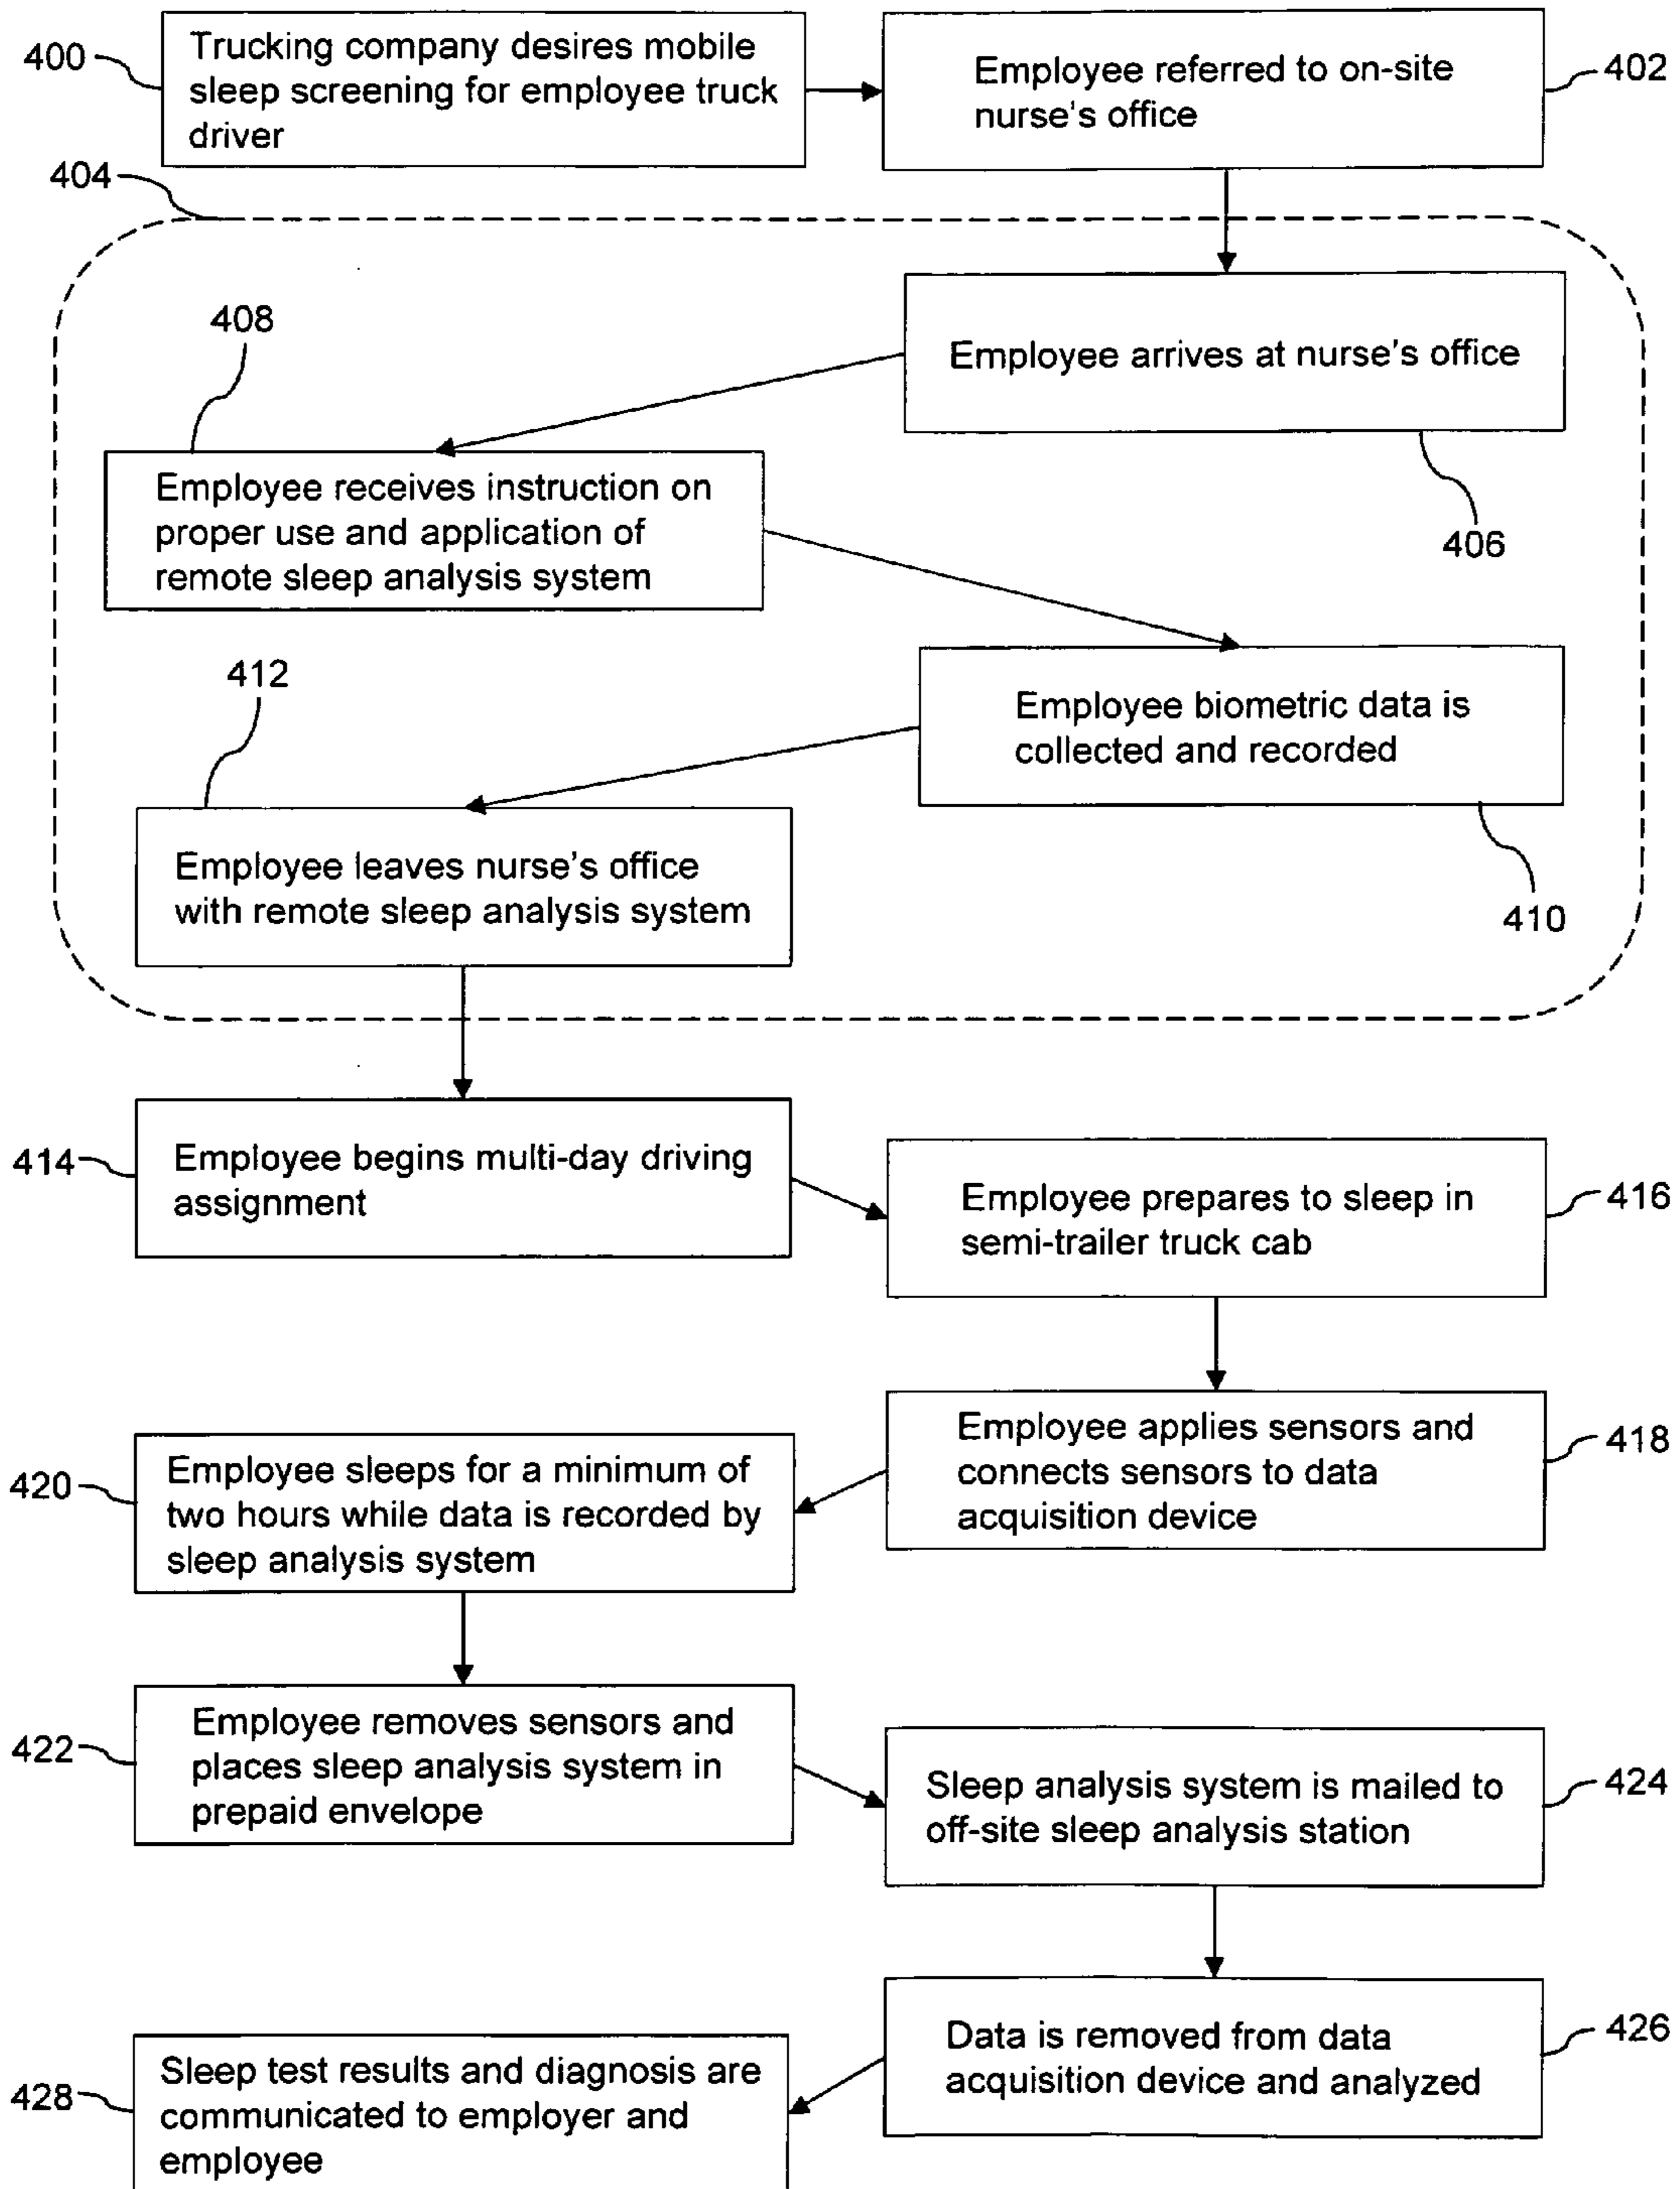 400
Trucking company desires mobile
sleep screening for employee truck
driver
Employee referred to on-site
nurse's office
402
404
Employee arrives at nurse's office
406
408
Employee receives instruction on
proper use and application of
remote sleep analysis system
Employee biometric data is
collected and recorded
410
412
Employee leaves nurse's office
with remote sleep analysis system
414
Employee begins multi-day driving
assignment
Employee prepares to sleep in
semi-trailer truck cab
416
Employee applies sensors and
connects sensors to data
acquisition device
418
420
Employee sleeps for a minimum of
two hours while data is recorded by
sleep analysis system
422
Employee removes sensors and
places sleep analysis system in
prepaid envelope
Sleep analysis system is mailed to
off-site sleep analysis station
424
Data is removed from data
acquisition device and analyzed
426
428
Sleep test results and diagnosis are
communicated to employer and
employee